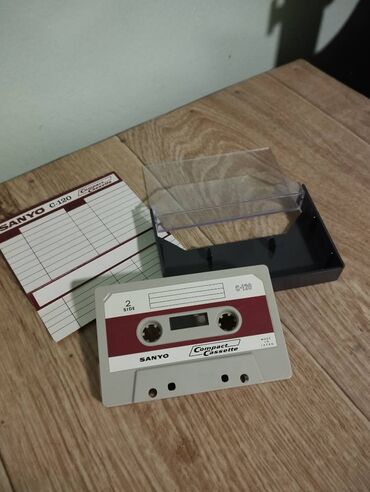 SANYO C-120 Compact Cassette
2
SIDE
C-120
SANYO
Compact
Cassette
MADE
IN
JAPAN